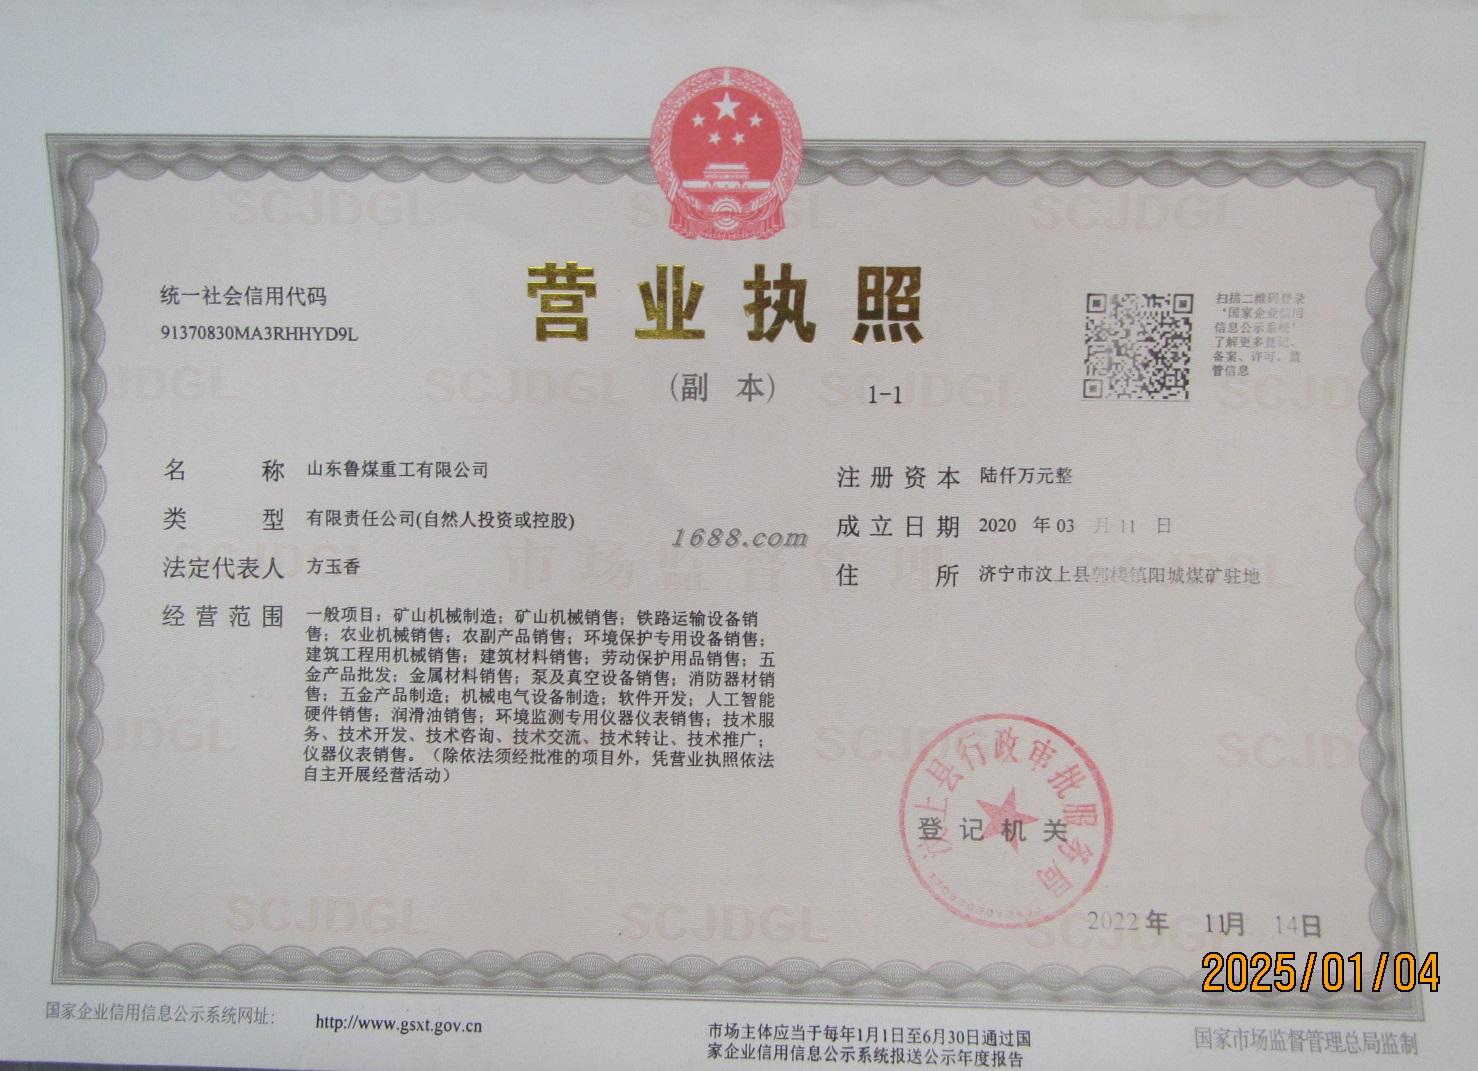 SCJDGL
SCJDGL
营业执照
(副 本)
1-1
统一社会信用代码
91370830MA3RHHYD9L
扫描二维码登录
‘国家企业信用
信息公示系统’
了解更多登记、
备案、许可、监
管信息
JDGL
SCJDGL
SCJDGL
SCJD
名 称 山东鲁煤重工有限公司
类 型 有限责任公司(自然人投资或控股)
法定代表人 方玉香
经营范围 一般项目：矿山机械制造；矿山机械销售；铁路运输设备销
售；农业机械销售；农副产品销售；环境保护专用设备销售；
建筑工程用机械销售；建筑材料销售；劳动保护用品销售；五
金产品批发；金属材料销售；泵及真空设备销售；消防器材销
售；五金产品制造；机械电气设备制造；软件开发；人工智能
硬件销售；润滑油销售；环境监测专用仪器仪表销售；技术服
务、技术开发、技术咨询、技术交流、技术转让、技术推广；
仪器仪表销售。（除依法须经批准的项目外，凭营业执照依法
自主开展经营活动）
注册资本 陆仟万元整
成立日期 2020 年 03 月 11 日
住 所 济宁市汶上县郭楼镇阳城煤矿驻地
1688.com
市场监督管理
JDGL
SCJDGL
SCJD
汶上县行政审批服务局
登记机关
SCJDGL
SCJDGL
2022 年 11月 14日
2025/01/04
国家企业信用信息公示系统网址：
http://www.gsxt.gov.cn
市场主体应当于每年1月1日至6月30日通过国
家企业信用信息公示系统报送公示年度报告
国家市场监督管理总局监制